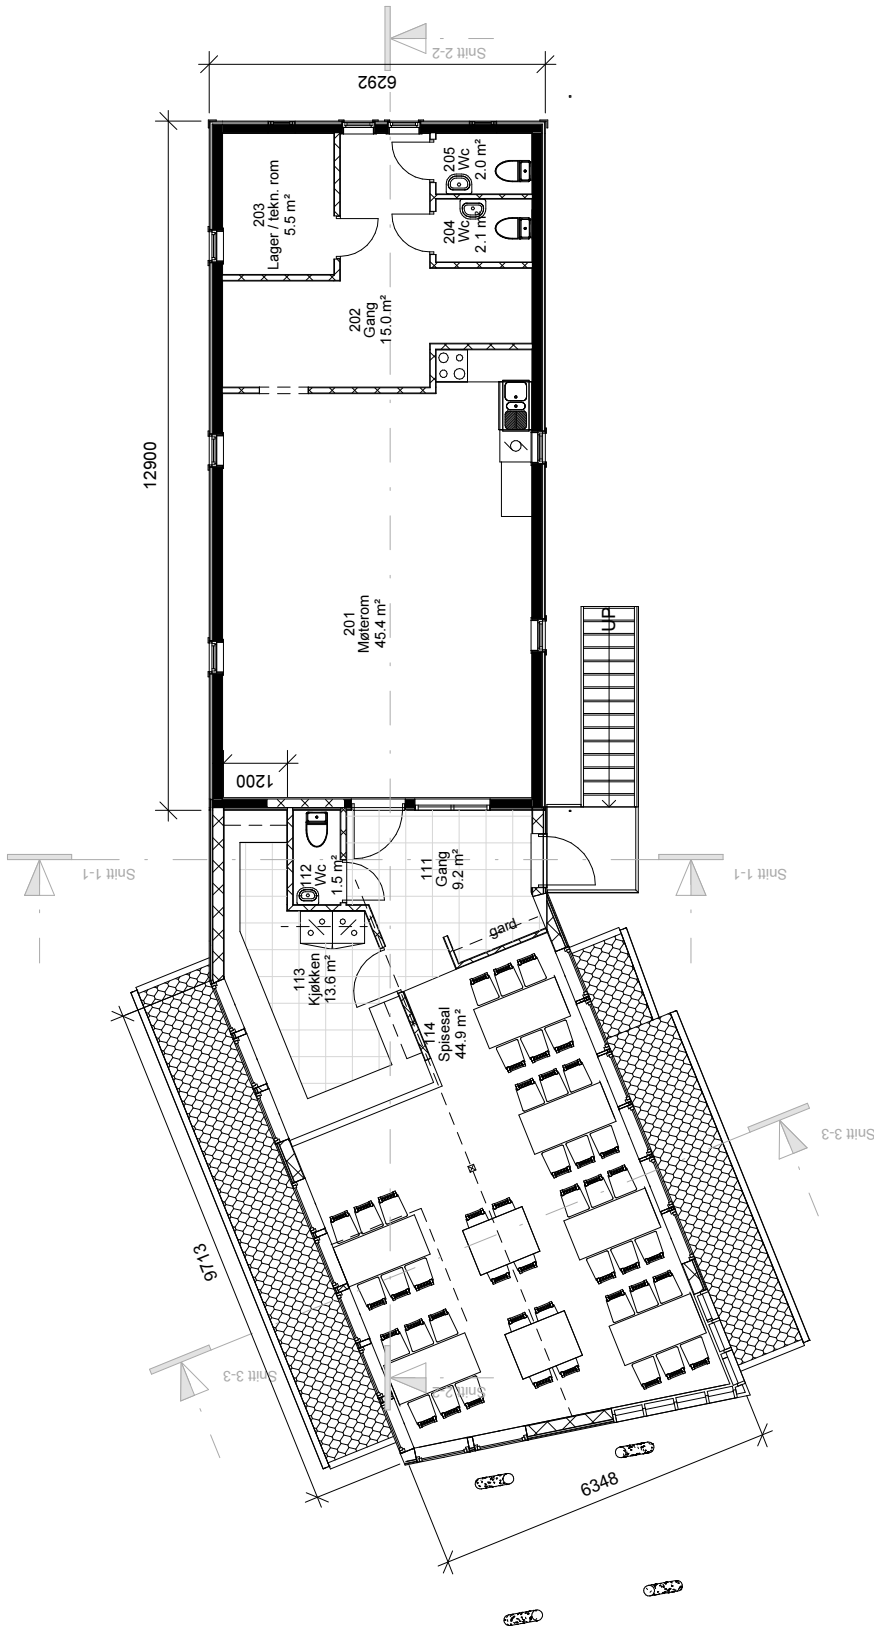 Snitt 2-2
6292
205
Wc
2.0 m²
203
Lager / tekn. rom
5.5 m²
204
Wc
2.1 m²
202
Gang
15.0 m²
12900
201
Møterom
45.4 m²
UP
1200
Snitt 1-1
112
Wc
1.5 m²
111
Gang
9.2 m²
Snitt 1-1
gard
113
Kjøkken
13.6 m²
114
Spisesal
44.9 m²
Snitt 3-3
9713
Snitt 3-3
Snitt 2-2
6348